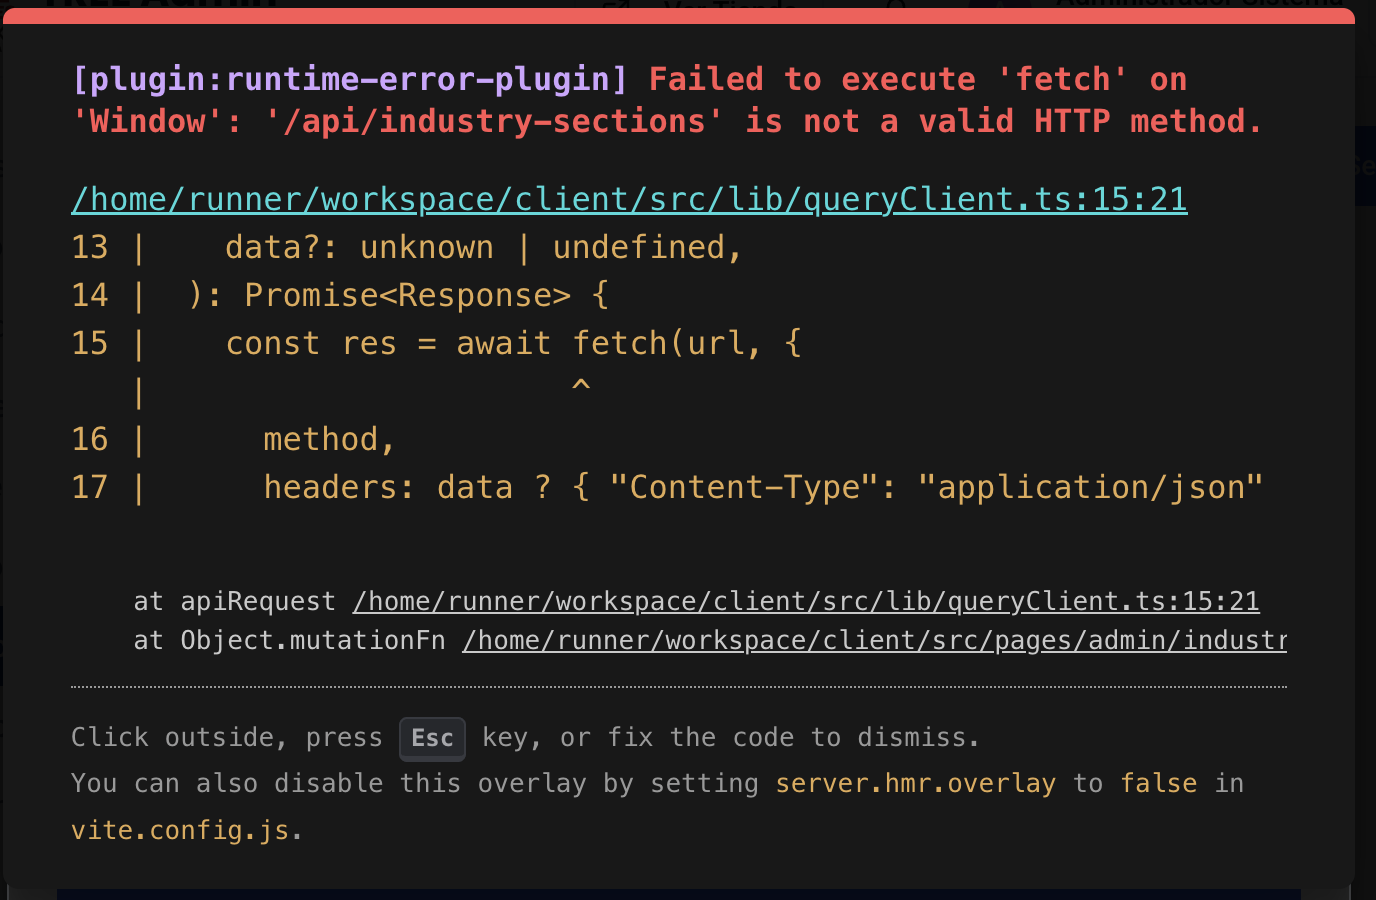 [plugin:runtime-error-plugin] Failed to execute 'fetch' on
'Window': '/api/industry-sections' is not a valid HTTP method.
/home/runner/workspace/client/src/lib/queryClient.ts:15:21
13 |    data?: unknown | undefined,
14 |  ): Promise<Response> {
15 |    const res = await fetch(url, {
   |                      ^
16 |      method,
17 |      headers: data ? { "Content-Type": "application/json"
at apiRequest /home/runner/workspace/client/src/lib/queryClient.ts:15:21
at Object.mutationFn /home/runner/workspace/client/src/pages/admin/industr
Click outside, press Esc key, or fix the code to dismiss.
You can also disable this overlay by setting server.hmr.overlay to false in
vite.config.js.